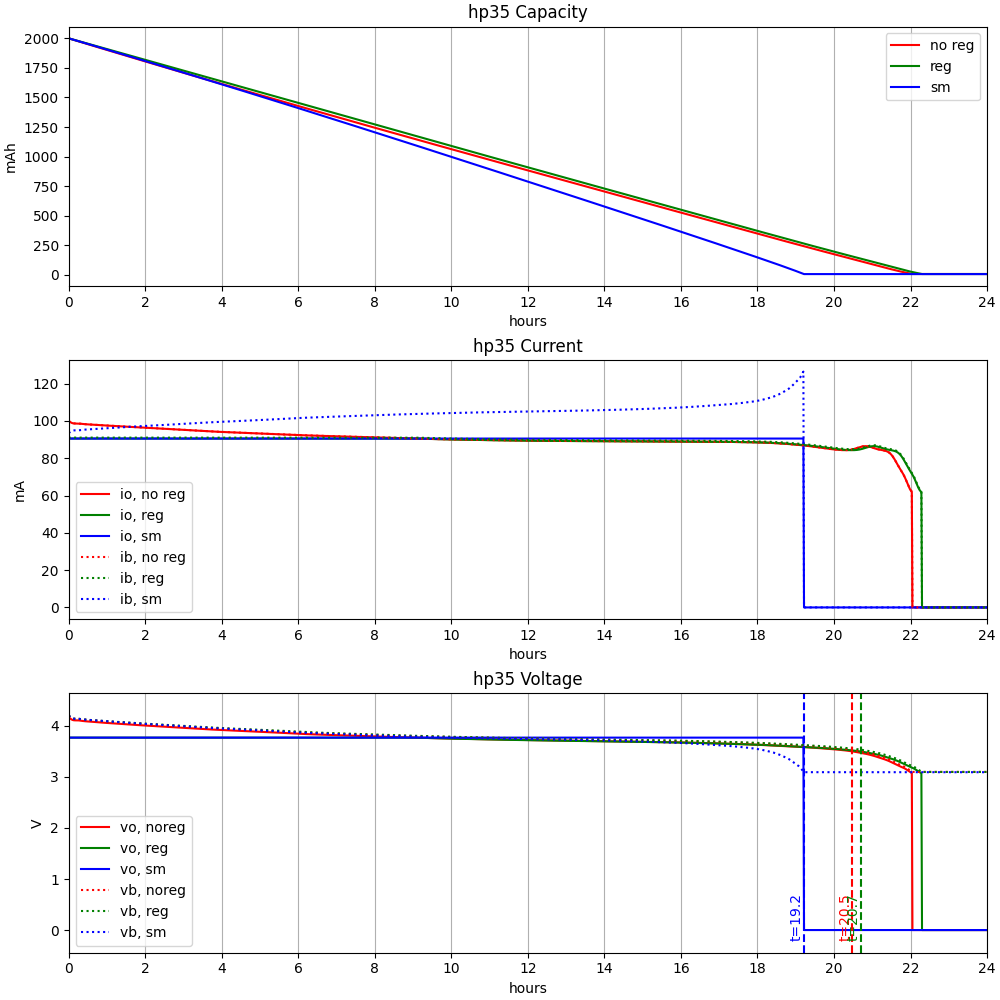 hp35 Capacity
2000
1750
1500
1250
1000
750
500
250
0
mAh
no reg
reg
sm
0 2 4 6 8 10 12 14 16 18 20 22 24
hours
hp35 Current
120
100
80
60
40
20
0
mA
io, no reg
io, reg
io, sm
ib, no reg
ib, reg
ib, sm
0 2 4 6 8 10 12 14 16 18 20 22 24
hours
hp35 Voltage
4
3
2
1
0
V
vo, noreg
vo, reg
vo, sm
vb, noreg
vb, reg
vb, sm
t=19.2
t=20.5
t=20.7
0 2 4 6 8 10 12 14 16 18 20 22 24
hours